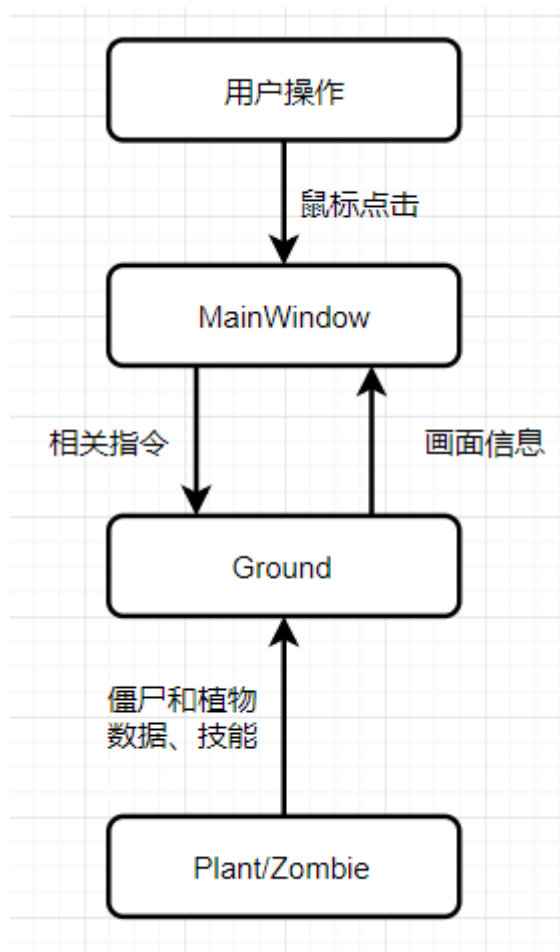 用户操作
鼠标点击
MainWindow
相关指令
画面信息
Ground
僵尸和植物
数据、技能
Plant/Zombie